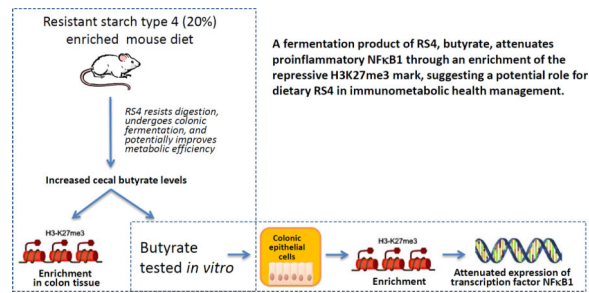 Resistant starch type 4 (20%)
enriched mouse diet
RS4 resists digestion,
undergoes colonic
fermentation, and
potentially improves
metabolic efficiency
Increased cecal butyrate levels
H3-K27me3
Enrichment
in colon tissue
A fermentation product of RS4, butyrate, attenuates
proinflammatory NFκB1 through an enrichment of the
repressive H3K27me3 mark, suggesting a potential role for
dietary RS4 in immunometabolic health management.
Butyrate
tested in vitro
Colonic
epithelial
cells
H3-K27me3
Enrichment
Attenuated expression of
transcription factor NFκB1